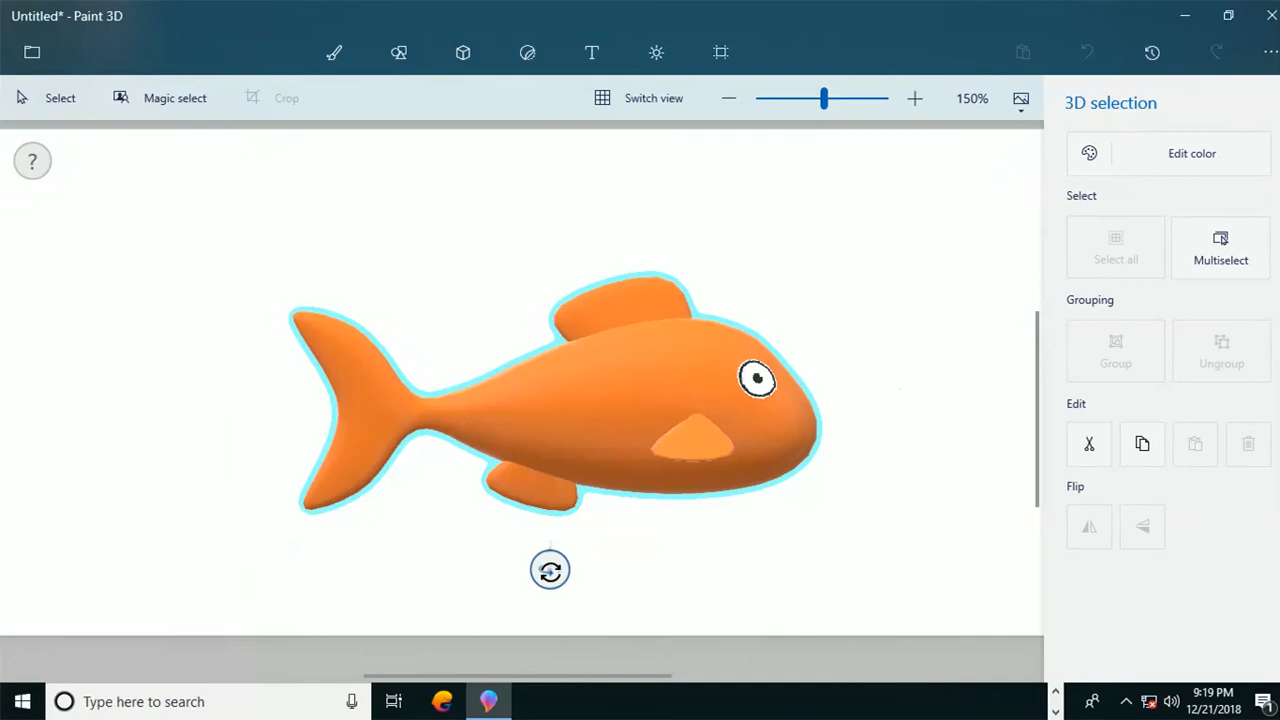 Untitled* - Paint 3D
Select
Magic select
Crop
Switch view
150%
?
3D selection
Edit color
Select
Select all
Multiselect
Grouping
Group
Ungroup
Edit
Flip
Type here to search
9:19 PM
12/21/2018
1